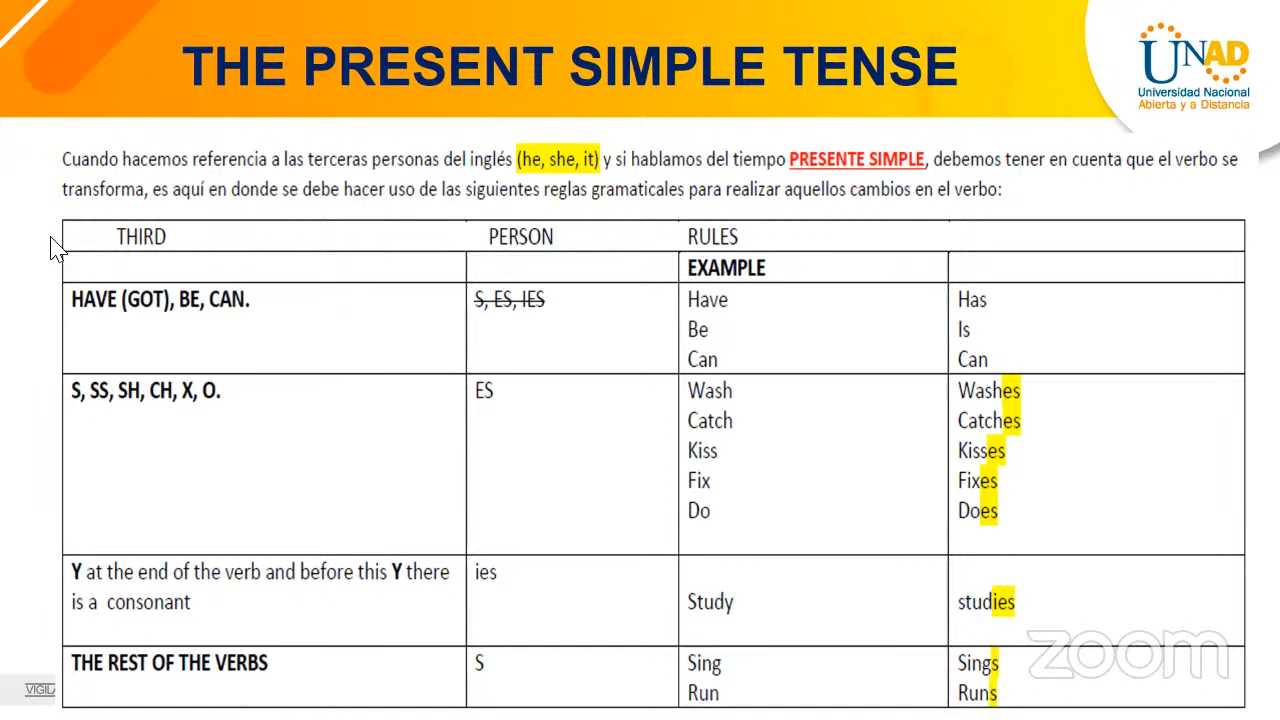 THE PRESENT SIMPLE TENSE
UNAD
Universidad Nacional
Abierta y a Distancia
Cuando hacemos referencia a las terceras personas del inglés (he, she, it) y si hablamos del tiempo PRESENTE SIMPLE, debemos tener en cuenta que el verbo se
transforma, es aquí en donde se debe hacer uso de las siguientes reglas gramaticales para realizar aquellos cambios en el verbo:
THIRD PERSON RULES
EXAMPLE
HAVE (GOT), BE, CAN. S, ES, IES Have Has
Be Is
Can Can
S, SS, SH, CH, X, O. ES Wash Washes
Catch Catches
Kiss Kisses
Fix Fixes
Do Does
Y at the end of the verb and before this Y there ies
is a consonant Study studies
THE REST OF THE VERBS S Sing Sings
Run Runs
zoom